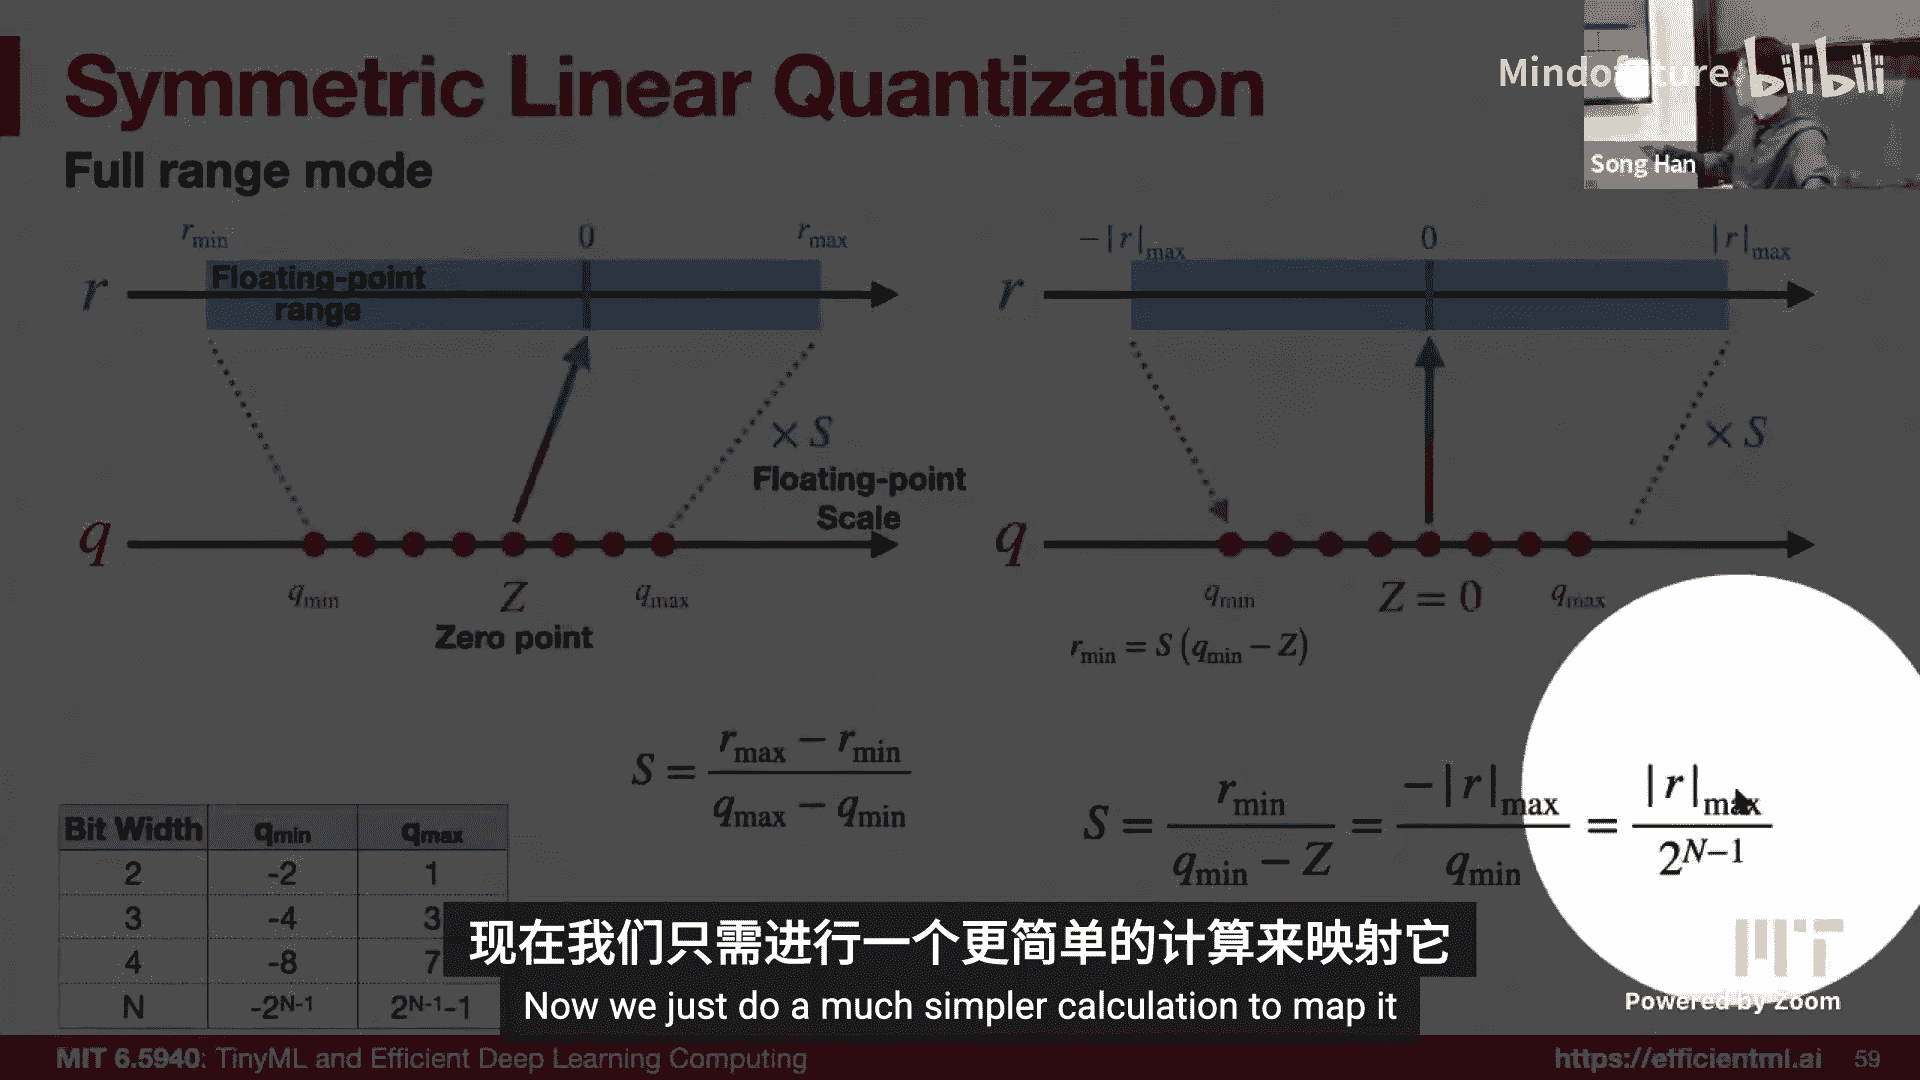 Symmetric Linear Quantization
Mindofuture bilibili
Song Han
Full range mode
r_min 0 r_max
r
Floating-point
range
× S
Floating-point
Scale
q
q_min Z q_max
Zero point
-|r|_max 0 |r|_max
r
× S
q
q_min Z = 0 q_max
r_min = S (q_min - Z)
S = (r_max - r_min) / (q_max - q_min)
S = r_min / (q_min - Z) = -|r|_max / q_min = |r|_max / 2^{N-1}
Bit Width q_min q_max
2 -2 1
3 -4 3
4 -8 7
N -2^{N-1} 2^{N-1}-1
现在我们只需进行一个更简单的计算来映射它
Now we just do a much simpler calculation to map it
MIT
Powered by Zoom
MIT 6.5940: TinyML and Efficient Deep Learning Computing
https://efficientml.ai 59